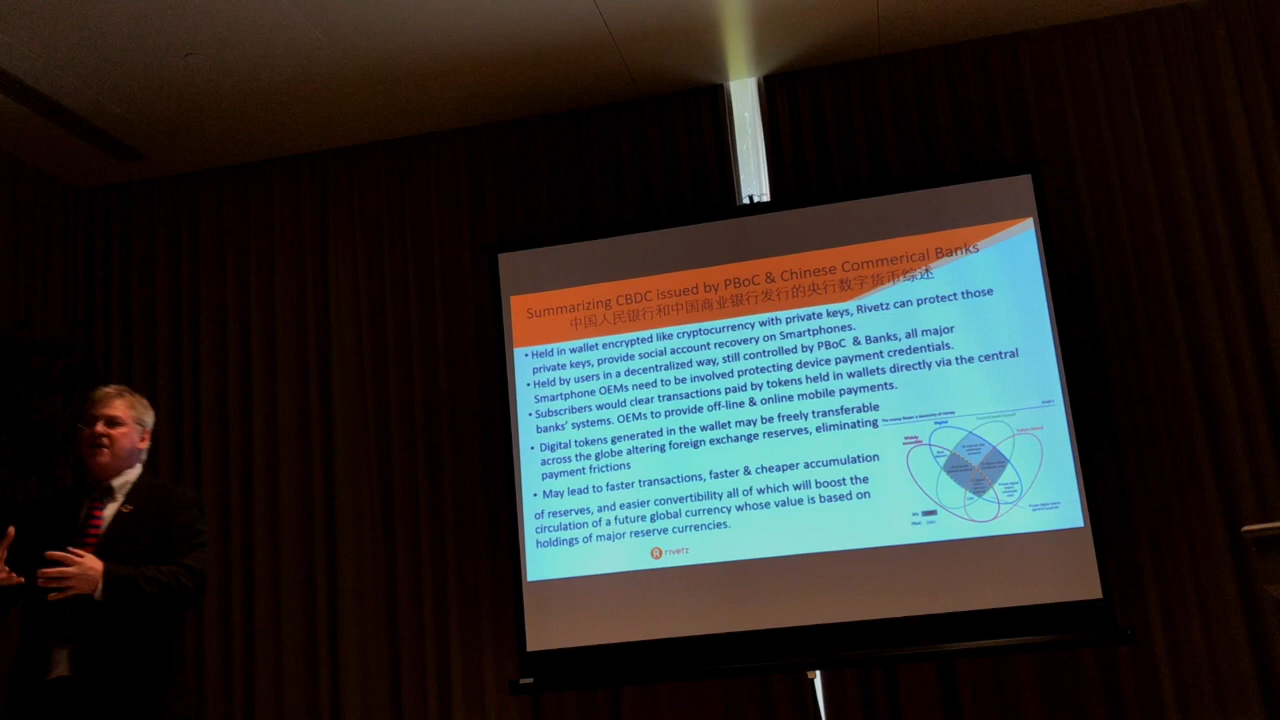 Summarizing CBDC issued by PBoC & Chinese Commerical Banks
中国人民银行和中国商业银行发行的央行数字货币综述
• Held in wallet encrypted like cryptocurrency with private keys, Rivetz can protect those
private keys, provide social account recovery on Smartphones.
• Held by users in a decentralized way, still controlled by PBoC & Banks, all major
Smartphone OEMs need to be involved protecting device payment credentials.
• Subscribers would clear transactions paid by tokens held in wallets directly via the central
banks' systems. OEMs to provide off-line & online mobile payments.
• Digital tokens generated in the wallet may be freely transferable
across the globe altering foreign exchange reserves, eliminating
payment frictions
• May lead to faster transactions, faster & cheaper accumulation
of reserves, and easier convertibility all of which will boost the
circulation of a future global currency whose value is based on
holdings of major reserve currencies.
The money flower: a taxonomy of money
Digital
Widely accessible
R rivetz